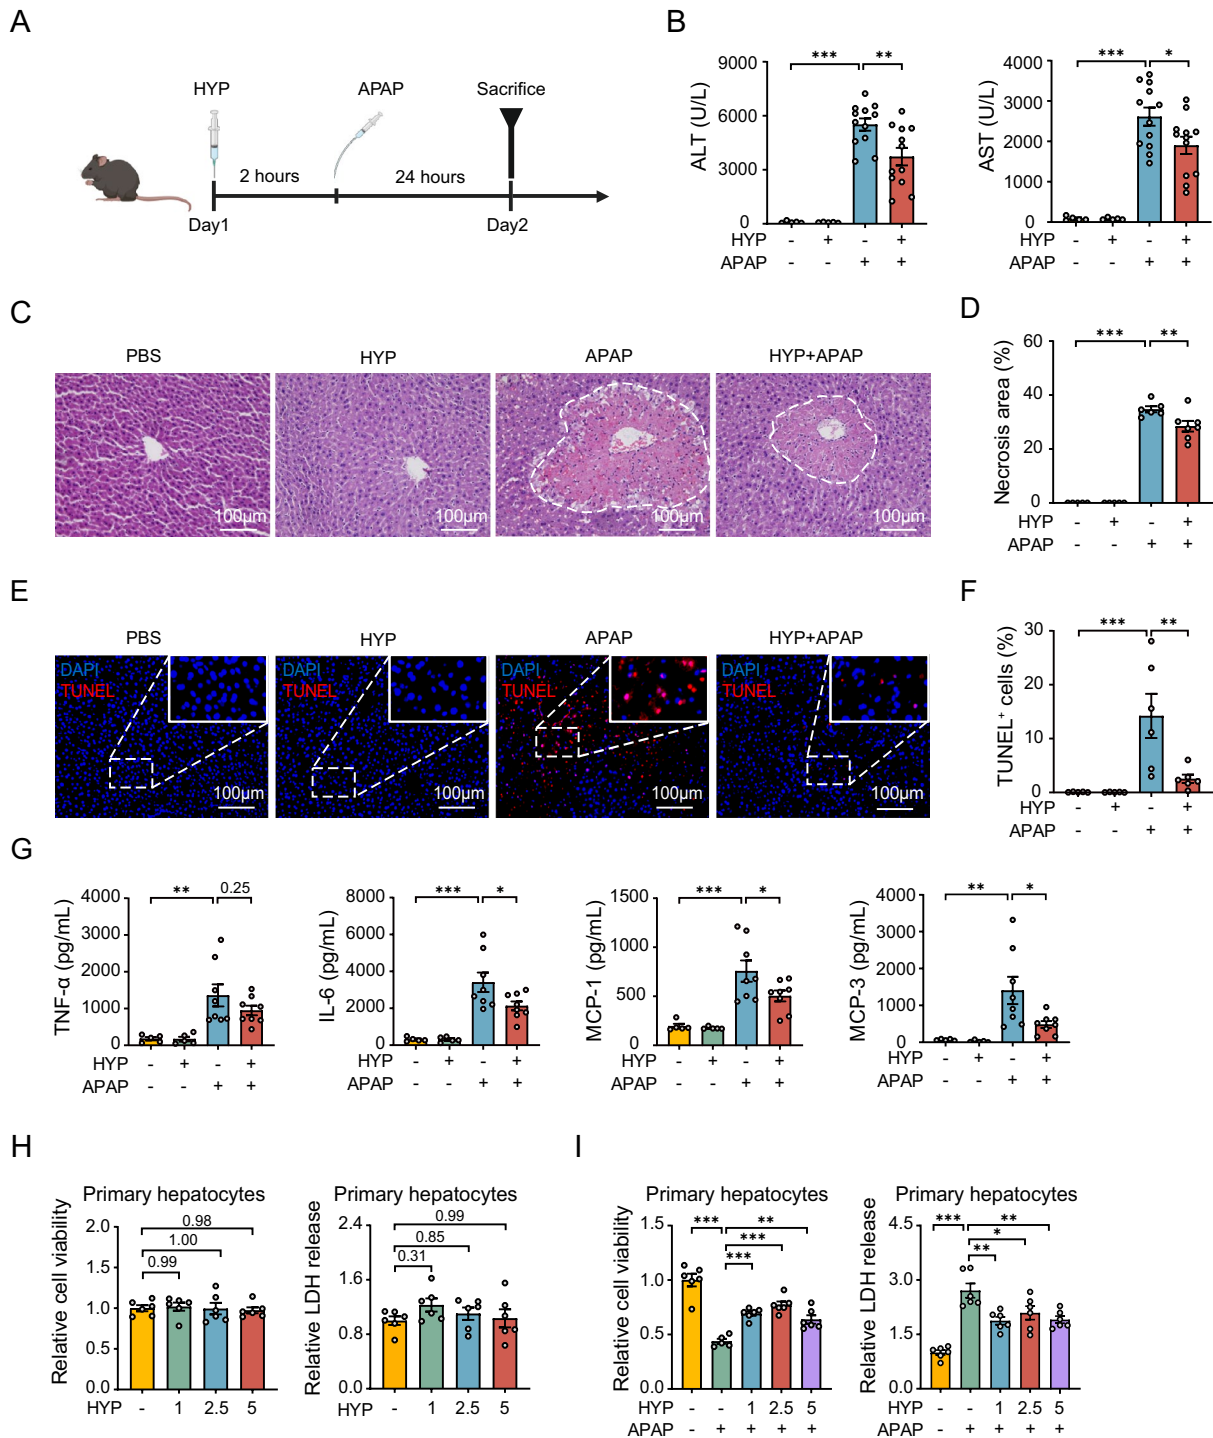 A
HYP
APAP
Sacrifice
2 hours
24 hours
Day1
Day2
B
ALT (U/L)
9000
6000
3000
0
***
**
HYP - + - +
APAP - - + +
AST (U/L)
4000
3000
2000
1000
0
***
*
HYP - + - +
APAP - - + +
C
PBS
HYP
APAP
HYP+APAP
100μm
100μm
100μm
100μm
D
Necrosis area (%)
60
40
20
0
***
**
HYP - + - +
APAP - - + +
E
PBS
HYP
APAP
HYP+APAP
DAPI
TUNEL
100μm
DAPI
TUNEL
100μm
DAPI
TUNEL
100μm
DAPI
TUNEL
100μm
F
TUNEL⁺ cells (%)
30
20
10
0
***
**
HYP - + - +
APAP - - + +
G
TNF-α (pg/mL)
4000
3000
2000
1000
0
**
0.25
HYP - + - +
APAP - - + +
IL-6 (pg/mL)
8000
6000
4000
2000
0
***
*
HYP - + - +
APAP - - + +
MCP-1 (pg/mL)
1500
1000
500
0
***
*
HYP - + - +
APAP - - + +
MCP-3 (pg/mL)
4000
3000
2000
1000
0
**
*
HYP - + - +
APAP - - + +
H
Primary hepatocytes
Relative cell viability
2.0
1.5
1.0
0.5
0.0
0.98
1.00
0.99
HYP - 1 2.5 5
Primary hepatocytes
Relative LDH release
2.4
1.6
0.8
0.0
0.99
0.85
0.31
HYP - 1 2.5 5
I
Primary hepatocytes
Relative cell viability
1.5
1.0
0.5
0.0
***
**
***
***
HYP - - 1 2.5 5
APAP - + + + +
Primary hepatocytes
Relative LDH release
4.5
3.0
1.5
0.0
***
**
*
**
HYP - - 1 2.5 5
APAP - + + + +